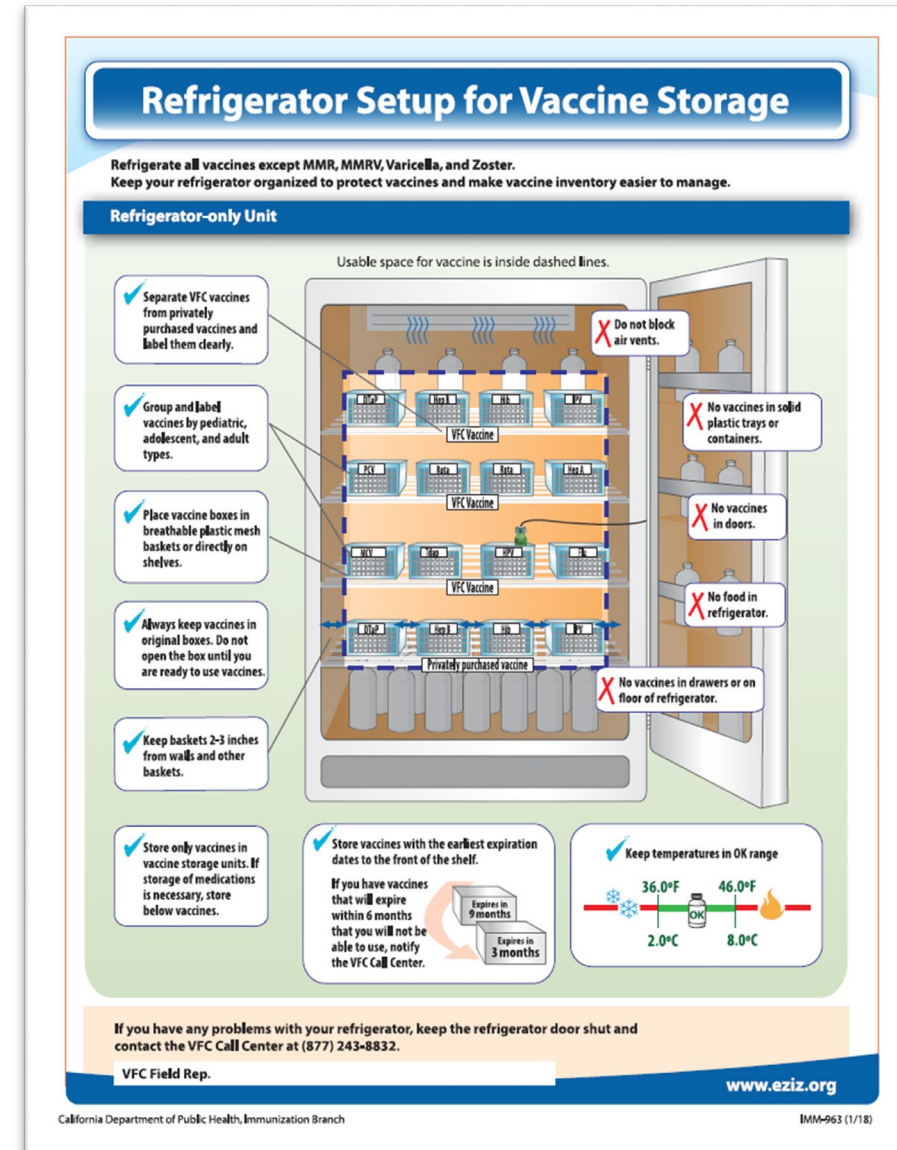 Refrigerator Setup for Vaccine Storage
Refrigerate all vaccines except MMR, MMRV, Varicella, and Zoster.
Keep your refrigerator organized to protect vaccines and make vaccine inventory easier to manage.
Refrigerator-only Unit
Usable space for vaccine is inside dashed lines.
Separate VFC vaccines
from privately
purchased vaccines and
label them clearly.
Group and label
vaccines by pediatric,
adolescent, and adult
types.
Place vaccine boxes in
breathable plastic mesh
baskets or directly on
shelves.
Always keep vaccines in
original boxes. Do not
open the box until you
are ready to use vaccines.
Keep baskets 2-3 inches
from walls and other
baskets.
Store only vaccines in
vaccine storage units. If
storage of medications
is necessary, store
below vaccines.
DTaP Hep B Hib IPV
VFC Vaccine
PCV Rota Rota Hep A
VFC Vaccine
MCV Tdap HPV Flu
VFC Vaccine
DTaP Hep B Hib IPV
Privately purchased vaccine
Do not block
air vents.
No vaccines in solid
plastic trays or
containers.
No vaccines
in doors.
No food in
refrigerator.
No vaccines in drawers or on
floor of refrigerator.
Store vaccines with the earliest expiration
dates to the front of the shelf.
If you have vaccines
that will expire
within 6 months
that you will not be
able to use, notify
the VFC Call Center.
Expires in
9 months
Expires in
3 months
Keep temperatures in OK range
36.0ºF 46.0ºF
OK
2.0ºC 8.0ºC
If you have any problems with your refrigerator, keep the refrigerator door shut and
contact the VFC Call Center at (877) 243-8832.
VFC Field Rep.
www.eziz.org
California Department of Public Health, Immunization Branch IMM-963 (1/18)